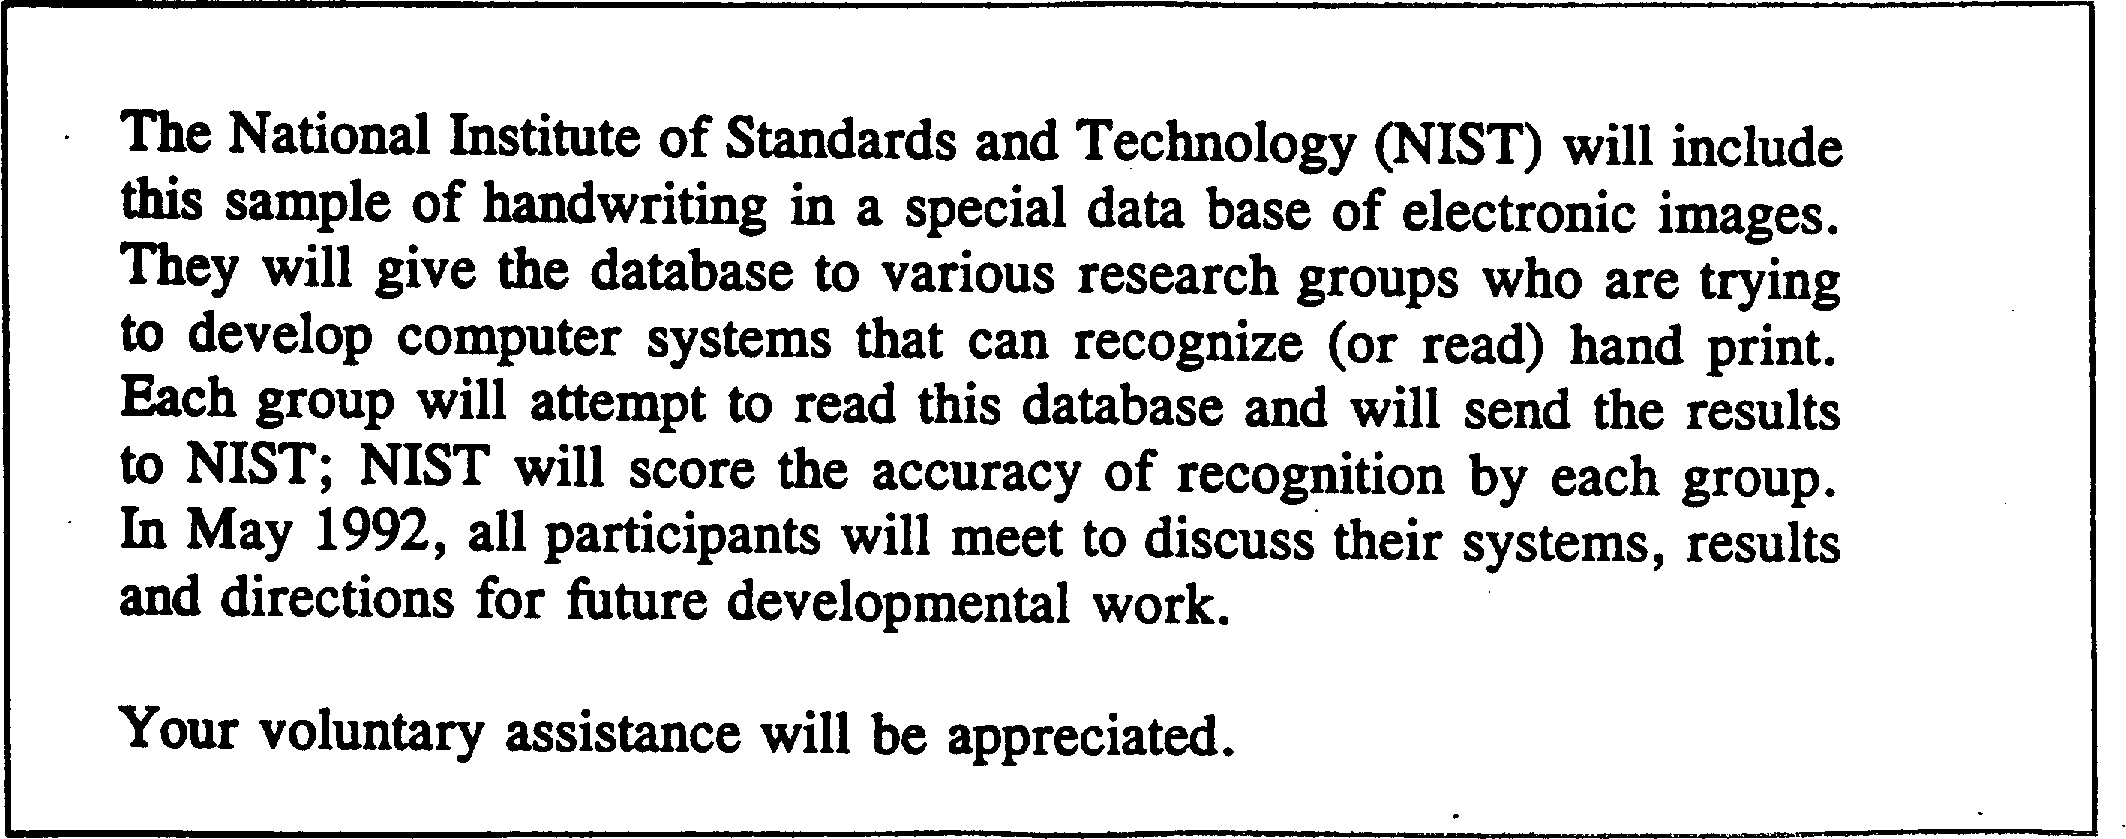 The National Institute of Standards and Technology (NIST) will include
this sample of handwriting in a special data base of electronic images.
They will give the database to various research groups who are trying
to develop computer systems that can recognize (or read) hand print.
Each group will attempt to read this database and will send the results
to NIST; NIST will score the accuracy of recognition by each group.
In May 1992, all participants will meet to discuss their systems, results
and directions for future developmental work.
Your voluntary assistance will be appreciated.